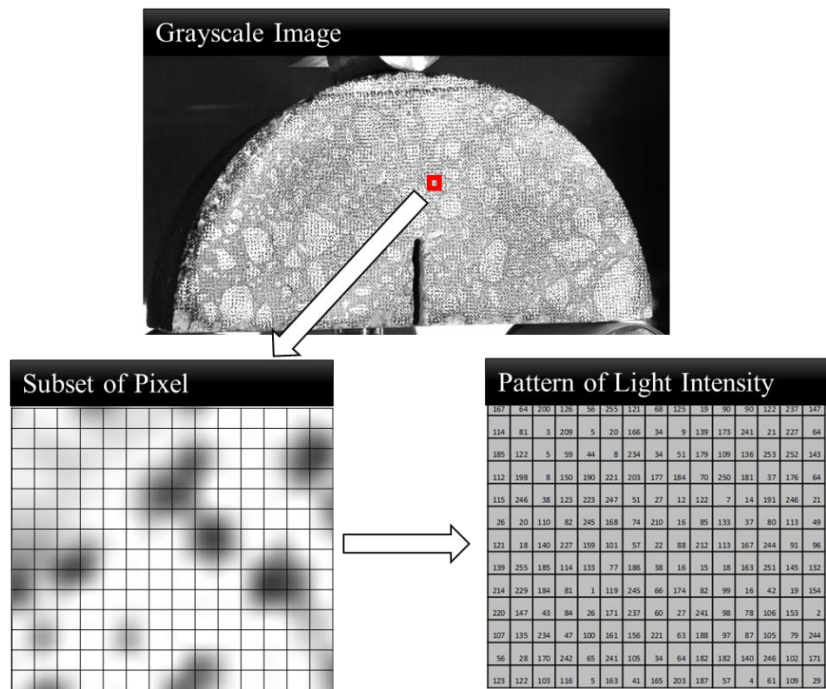 Grayscale Image
Subset of Pixel
Pattern of Light Intensity
167 64 200 126 56 255 121 68 125 19 90 90 122 237 147
114 81 3 209 5 20 166 34 9 139 173 241 21 227 64
185 122 5 59 44 8 234 34 51 179 109 136 253 252 143
112 198 8 150 190 221 203 177 184 70 250 181 37 176 64
115 246 38 123 223 247 51 27 12 122 7 14 191 246 21
26 20 110 82 245 168 74 210 16 85 133 37 80 113 49
121 18 140 227 159 101 57 22 88 212 113 167 244 91 96
139 255 185 114 133 77 186 38 16 15 18 163 251 145 132
214 229 184 81 1 119 245 66 174 82 99 16 42 19 154
220 147 43 84 26 171 237 60 27 241 98 78 106 153 2
107 135 234 47 100 161 156 221 63 188 97 87 105 79 244
56 28 170 242 65 241 105 34 64 182 182 140 246 102 171
123 122 103 116 5 163 41 165 203 187 57 4 61 109 29